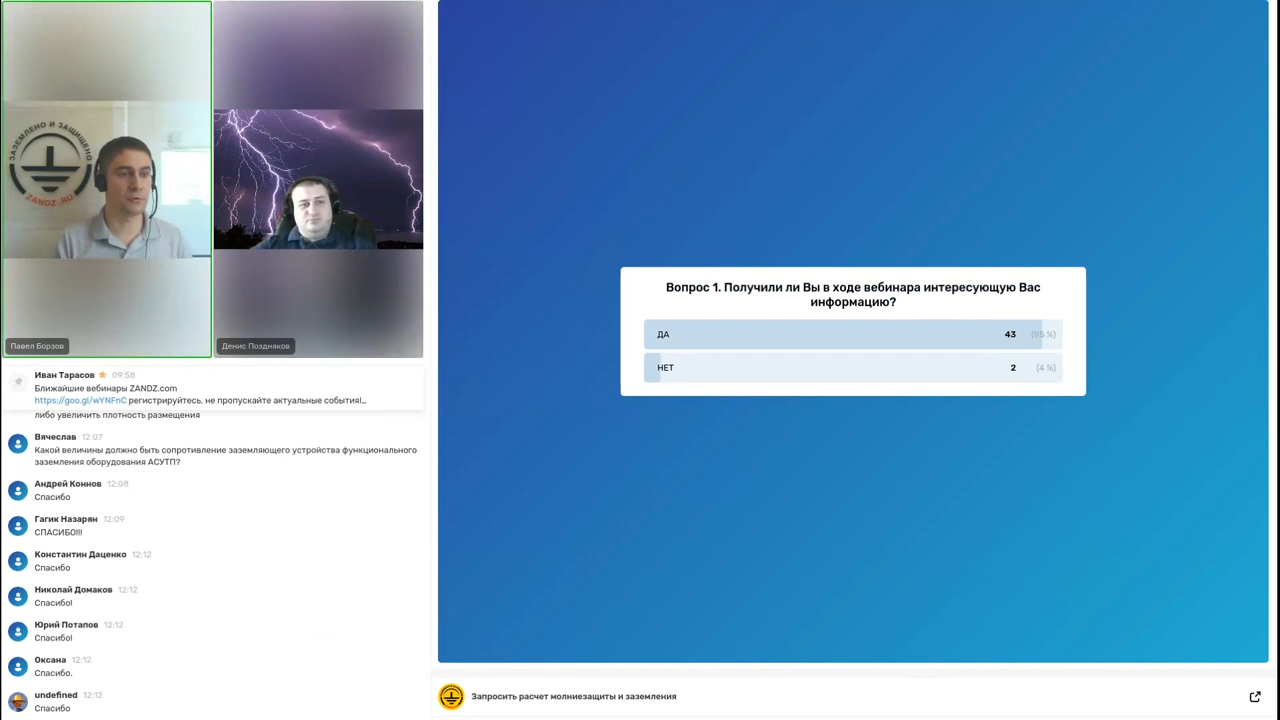 ЗАЗЕМЛЕНО И ЗАЩИЩЕНО
ZANDZ.RU
Павел Борзов
Денис Поздняков
Иван Тарасов 09:58
Ближайшие вебинары ZANDZ.com
https://goo.gl/wYNFnC регистрируйтесь, не пропускайте актуальные события!...
либо увеличить плотность размещения
Вячеслав 12:07
Какой величины должно быть сопротивление заземляющего устройства функционального
заземления оборудования АСУТП?
Андрей Коннов 12:08
Спасибо
Гагик Назарян 12:09
СПАСИБО!!!
Константин Даценко 12:12
Спасибо
Николай Домаков 12:12
Спасибо!
Юрий Потапов 12:12
Спасибо!
Оксана 12:12
Спасибо.
undefined 12:12
Спасибо
Вопрос 1. Получили ли Вы в ходе вебинара интересующую Вас
информацию?
ДА 43 (95 %)
НЕТ 2 (4 %)
Запросить расчет молниезащиты и заземления